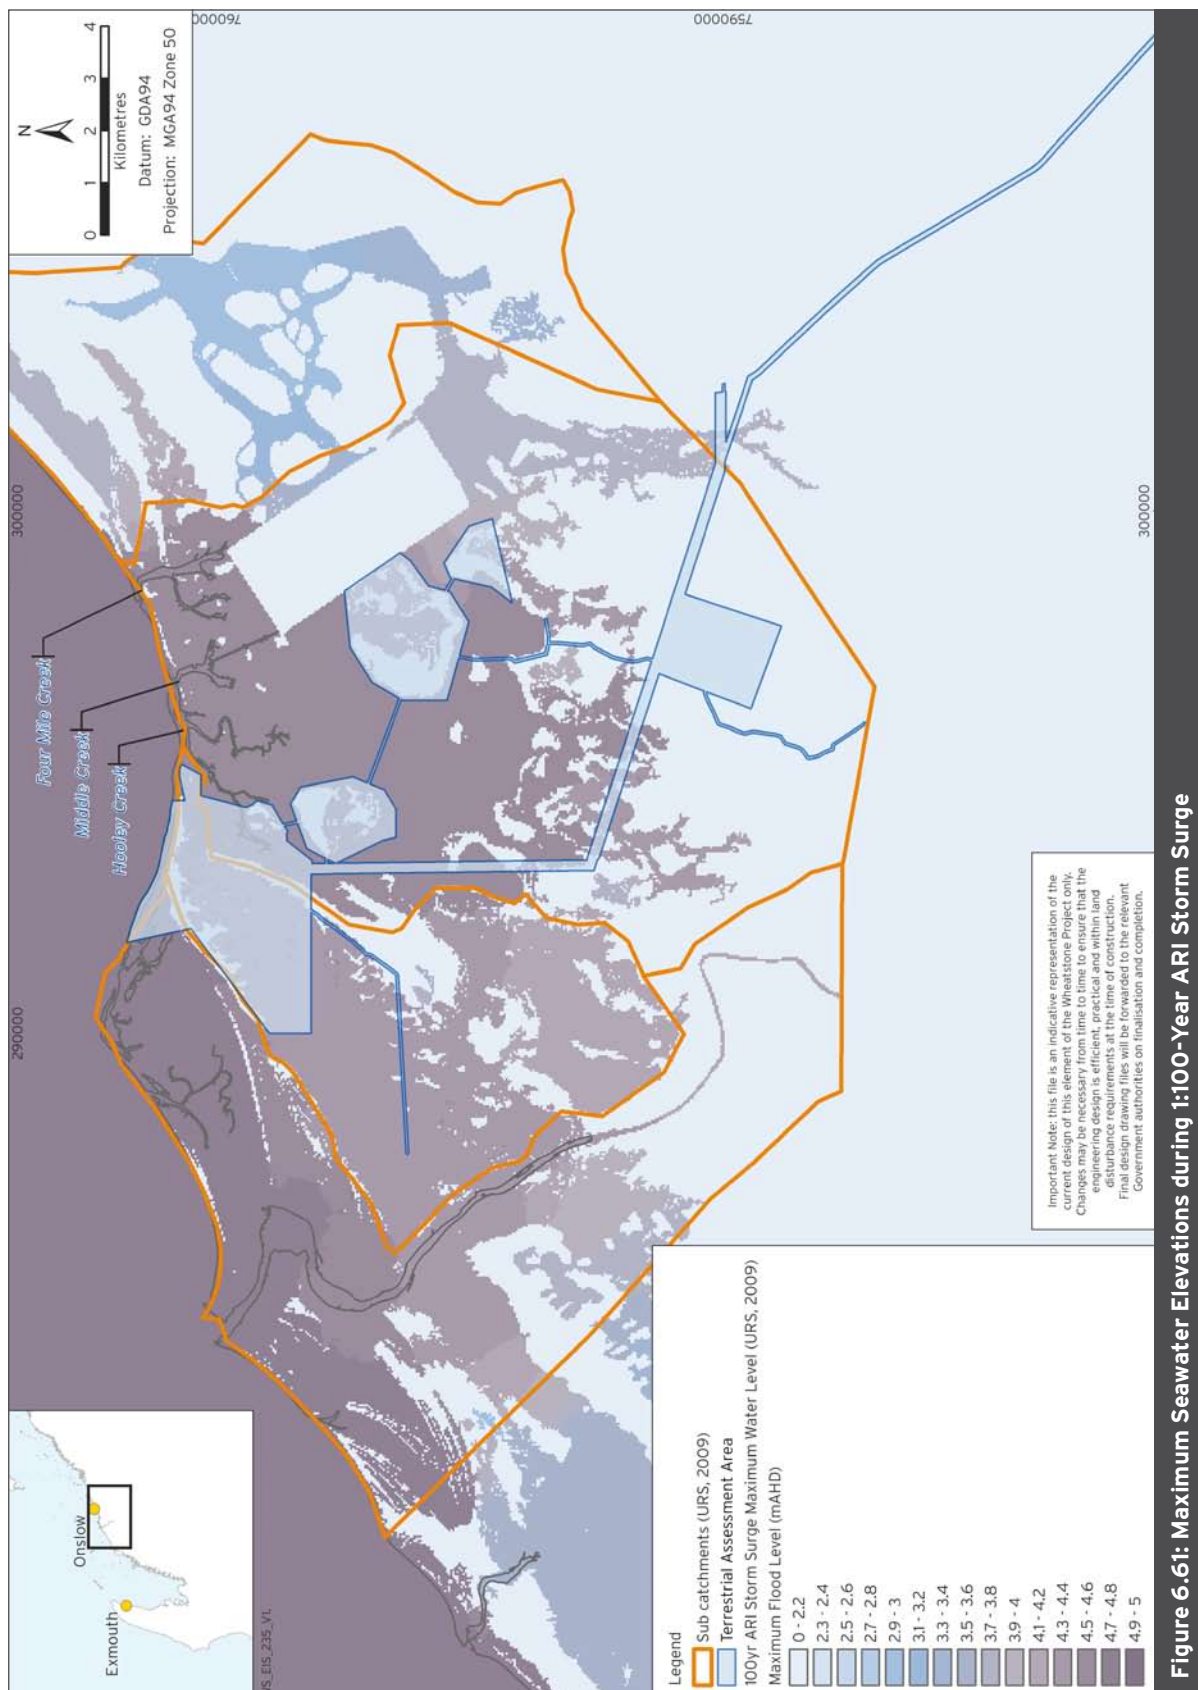 7600000
7590000
N
0 1 2 3 4
Kilometres
Datum: GDA94
Projection: MGA94 Zone 50
300000
290000
300000
Four Mile Creek
Middle Creek
Hooley Creek
Onslow
Exmouth
Legend
Sub catchments (URS, 2009)
Terrestrial Assessment Area
100yr ARI Storm Surge Maximum Water Level (URS, 2009)
Maximum Flood Level (mAHD)
0 - 2.2
2.3 - 2.4
2.5 - 2.6
2.7 - 2.8
2.9 - 3
3.1 - 3.2
3.3 - 3.4
3.5 - 3.6
3.7 - 3.8
3.9 - 4
4.1 - 4.2
4.3 - 4.4
4.5 - 4.6
4.7 - 4.8
4.9 - 5
Important Note: this file is an indicative representation of the
current design of this element of the Wheatstone Project only.
Changes may be necessary from time to time to ensure that the
engineering design is efficient, practical and within land
disturbance requirements at the time of construction.
Final design drawing files will be forwarded to the relevant
Government authorities on finalisation and completion.
Figure 6.61: Maximum Seawater Elevations during 1:100-Year ARI Storm Surge